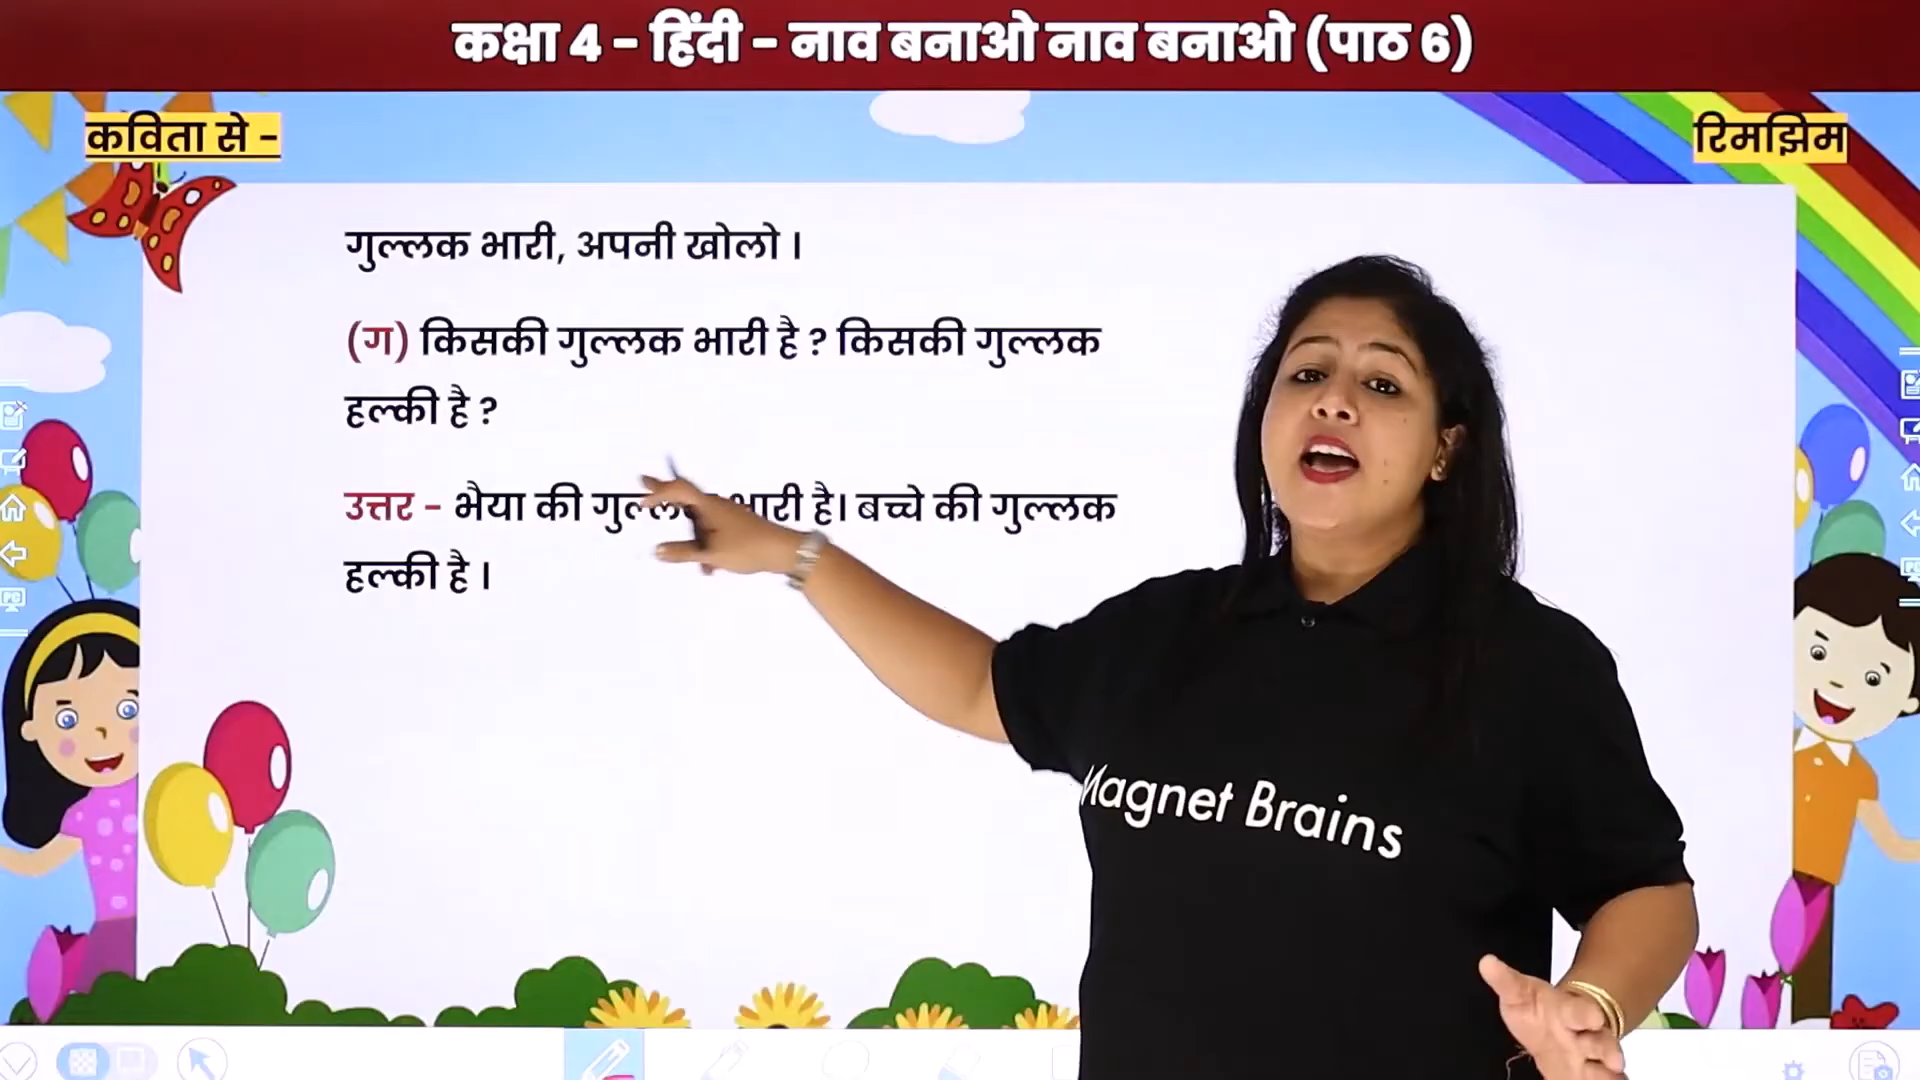 कक्षा 4 - हिंदी - नाव बनाओ नाव बनाओ (पाठ 6)
कविता से -
रिमझिम
गुल्लक भारी, अपनी खोलो ।
(ग) किसकी गुल्लक भारी है ? किसकी गुल्लक
हल्की है ?
उत्तर - भैया की भारी है। बच्चे की गुल्लक
हल्की है ।
Magnet Brains